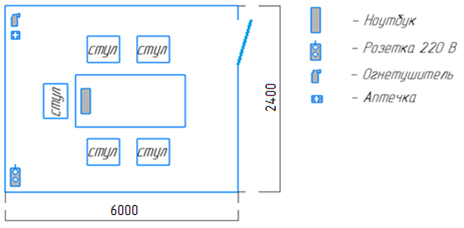 стул стул
стул
стул стул
6000
2400
– Ноутбук
– Розетка 220 В
– Огнетушитель
– Аптечка